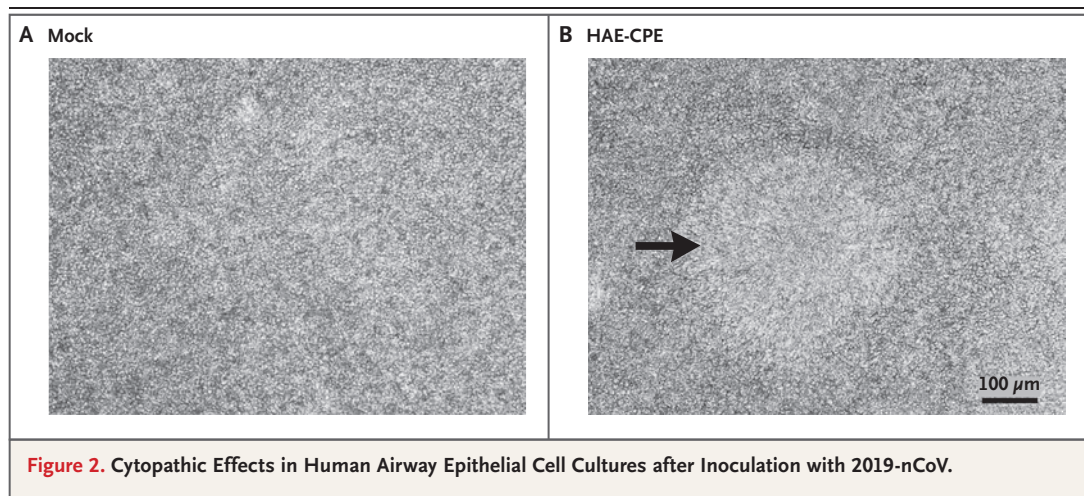 A Mock
B HAE-CPE
100 µm
Figure 2. Cytopathic Effects in Human Airway Epithelial Cell Cultures after Inoculation with 2019-nCoV.